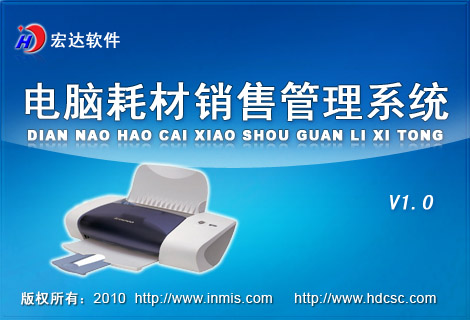 宏达软件
电脑耗材销售管理系统
DIAN NAO HAO CAI XIAO SHOU GUAN LI XI TONG
V1.0
版权所有：2010 http://www.inmis.com http://www.hdcsc.com